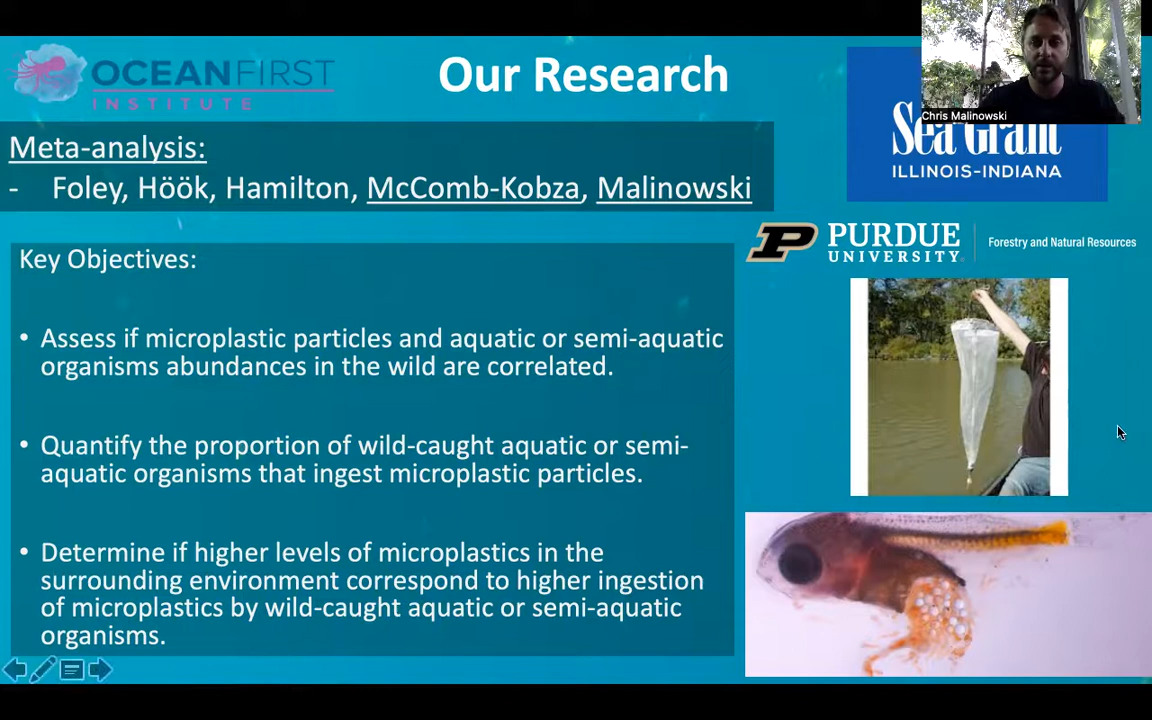 OCEANFIRST
INSTITUTE
Our Research
Chris Malinowski
Sea Grant
ILLINOIS-INDIANA
Meta-analysis:
- Foley, Höök, Hamilton, McComb-Kobza, Malinowski
PURDUE
UNIVERSITY
Forestry and Natural Resources
Key Objectives:
• Assess if microplastic particles and aquatic or semi-aquatic
organisms abundances in the wild are correlated.
• Quantify the proportion of wild-caught aquatic or semi-
aquatic organisms that ingest microplastic particles.
• Determine if higher levels of microplastics in the
surrounding environment correspond to higher ingestion
of microplastics by wild-caught aquatic or semi-aquatic
organisms.